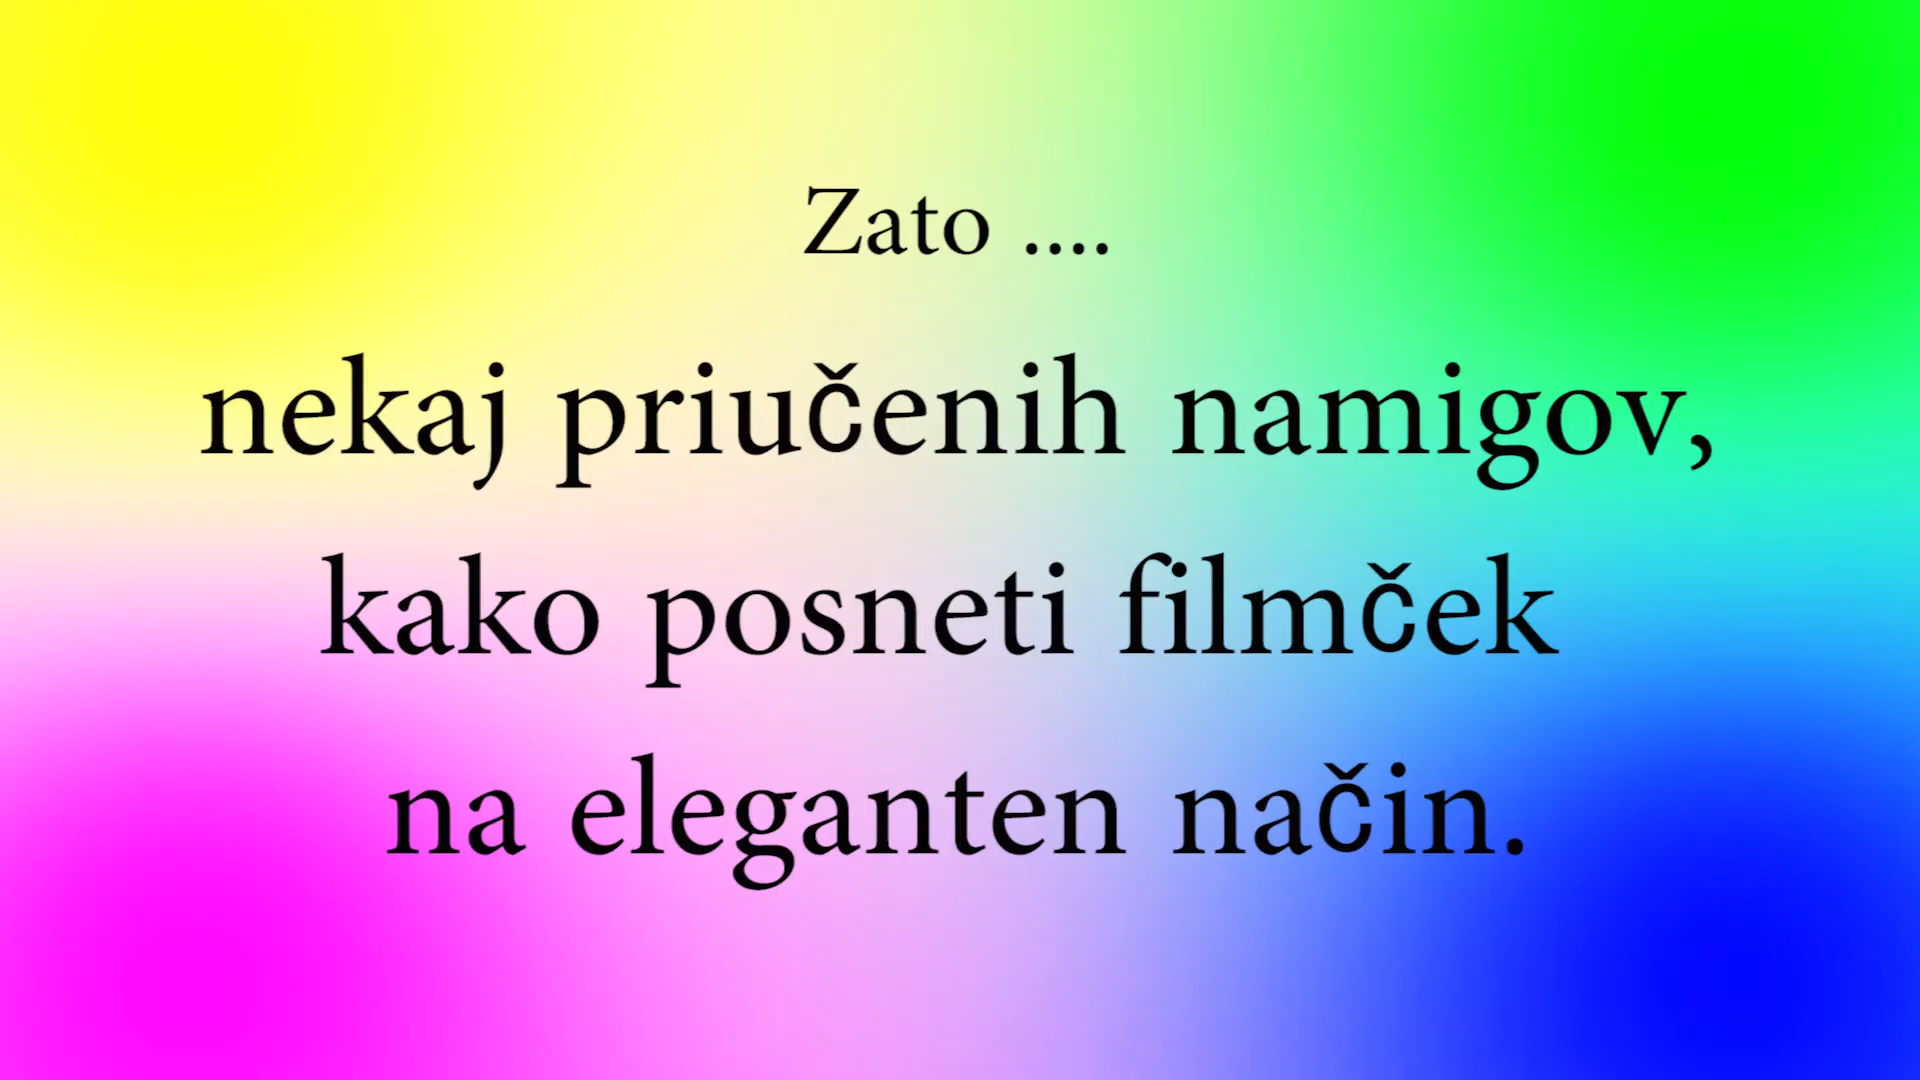 Zato ....
nekaj priučenih namigov,
kako posneti filmček
na eleganten način.